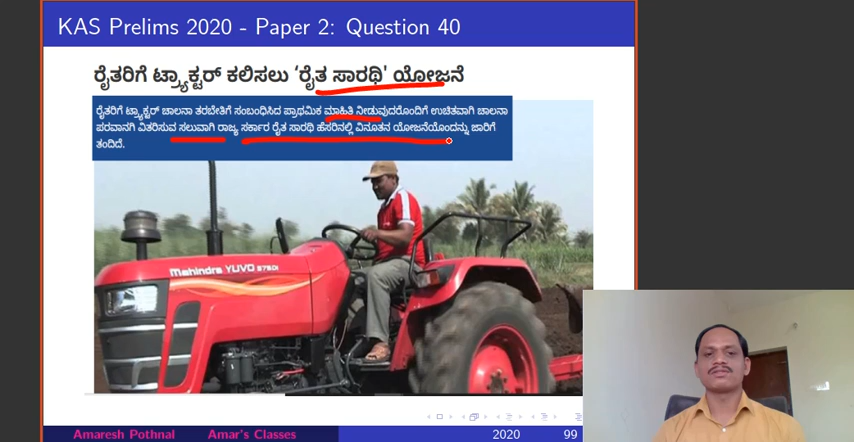 KAS Prelims 2020 - Paper 2: Question 40
ರೈತರಿಗೆ ಟ್ರ್ಯಾಕ್ಟರ್ ಕಲಿಸಲು ‘ರೈತ ಸಾರಥಿ' ಯೋಜನೆ
ರೈತರಿಗೆ ಟ್ರ್ಯಾಕ್ಟರ್ ಚಾಲನಾ ತರಬೇತಿಗೆ ಸಂಬಂಧಿಸಿದ ಪ್ರಾಥಮಿಕ ಮಾಹಿತಿ ನೀಡುವುದರೊಂದಿಗೆ ಉಚಿತವಾಗಿ ಚಾಲನಾ
ಪರವಾನಗಿ ವಿತರಿಸುವ ಸಲುವಾಗಿ ರಾಜ್ಯ ಸರ್ಕಾರ ರೈತ ಸಾರಥಿ ಹೆಸರಿನಲ್ಲಿ ವಿನೂತನ ಯೋಜನೆಯೊಂದನ್ನು ಜಾರಿಗೆ
ತಂದಿದೆ.
Mahindra YUVO
Amaresh Pothnal Amar's Classes 2020 99